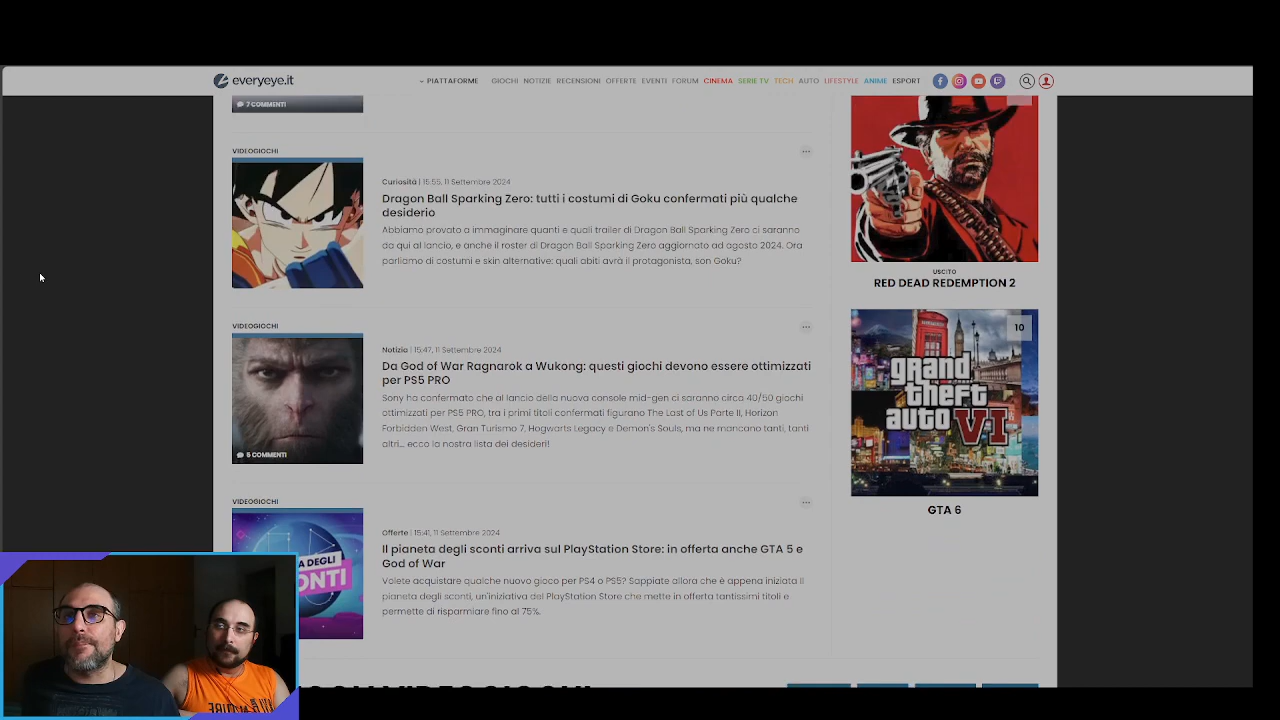 everyeye.it
PIATTAFORME GIOCHI NOTIZIE RECENSIONI OFFERTE EVENTI FORUM CINEMA SERIE TV TECH AUTO LIFESTYLE ANIME ESPORT
7 COMMENTI
VIDEOGIOCHI
Curiosità | 15:55, 11 Settembre 2024
Dragon Ball Sparking Zero: tutti i costumi di Goku confermati più qualche
desiderio
Abbiamo provato a immaginare quanti e quali trailer di Dragon Ball Sparking Zero ci saranno
da qui al lancio, e anche il roster di Dragon Ball Sparking Zero aggiornato ad agosto 2024. Ora
parliamo di costumi e skin alternative: quali abiti avrà il protagonista, son Goku?
VIDEOGIOCHI
5 COMMENTI
Notizia | 15:47, 11 Settembre 2024
Da God of War Ragnarok a Wukong: questi giochi devono essere ottimizzati
per PS5 PRO
Sony ha confermato che al lancio della nuova console mid-gen ci saranno circa 40/50 giochi
ottimizzati per PS5 PRO, tra i primi titoli confermati figurano The Last of Us Parte II, Horizon
Forbidden West, Gran Turismo 7, Hogwarts Legacy e Demon's Souls, ma ne mancano tanti, tanti
altri... ecco la nostra lista dei desideri!
VIDEOGIOCHI
DEGLI
Offerte | 15:41, 11 Settembre 2024
Il pianeta degli sconti arriva sul PlayStation Store: in offerta anche GTA 5 e
God of War
Volete acquistare qualche nuovo gioco per PS4 o PS5? Sappiate allora che è appena iniziata Il
pianeta degli sconti, un'iniziativa del PlayStation Store che mette in offerta tantissimi titoli e
permette di risparmiare fino al 75%.
USCITO
RED DEAD REDEMPTION 2
10
grand
theft
auto VI
GTA 6